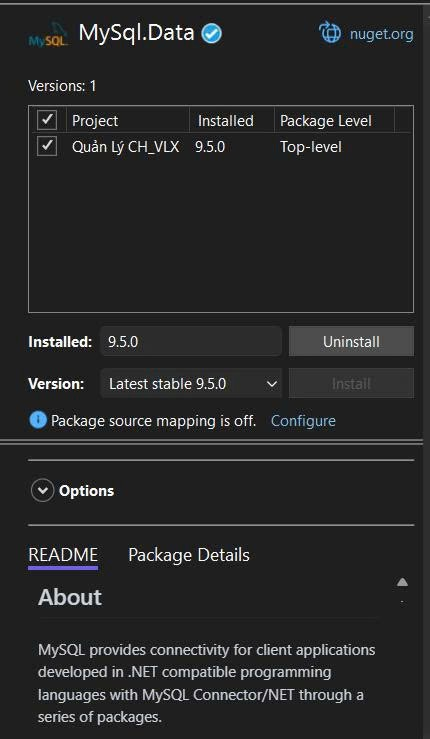 MySQL MySql.Data nuget.org
Versions: 1
Project Installed Package Level
Quản Lý CH_VLX 9.5.0 Top-level
Installed: 9.5.0 Uninstall
Version: Latest stable 9.5.0 Install
Package source mapping is off. Configure
Options
README Package Details
About
MySQL provides connectivity for client applications
developed in .NET compatible programming
languages with MySQL Connector/NET through a
series of packages.